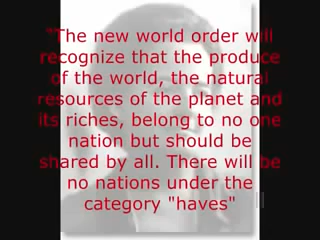 "The new world order will
recognize that the produce
of the world, the natural
resources of the planet and
its riches, belong to no one
nation but should be
shared by all. There will be
no nations under the
category "haves"